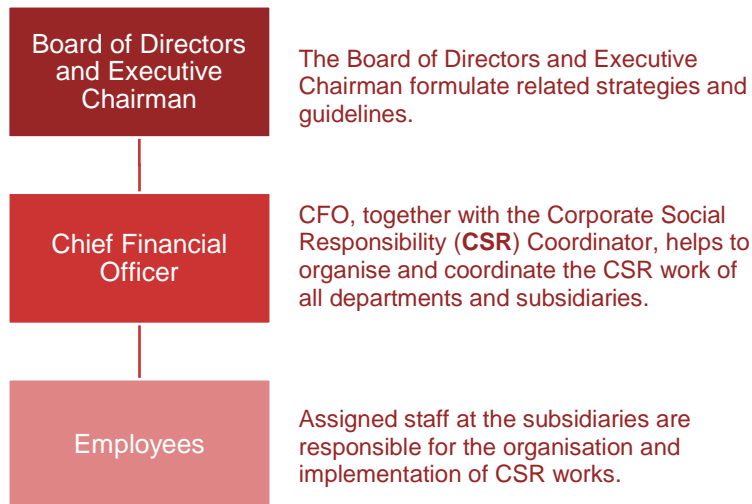 Board of Directors
and Executive
Chairman
The Board of Directors and Executive
Chairman formulate related strategies and
guidelines.
Chief Financial
Officer
CFO, together with the Corporate Social
Responsibility (CSR) Coordinator, helps to
organise and coordinate the CSR work of
all departments and subsidiaries.
Employees
Assigned staff at the subsidiaries are
responsible for the organisation and
implementation of CSR works.